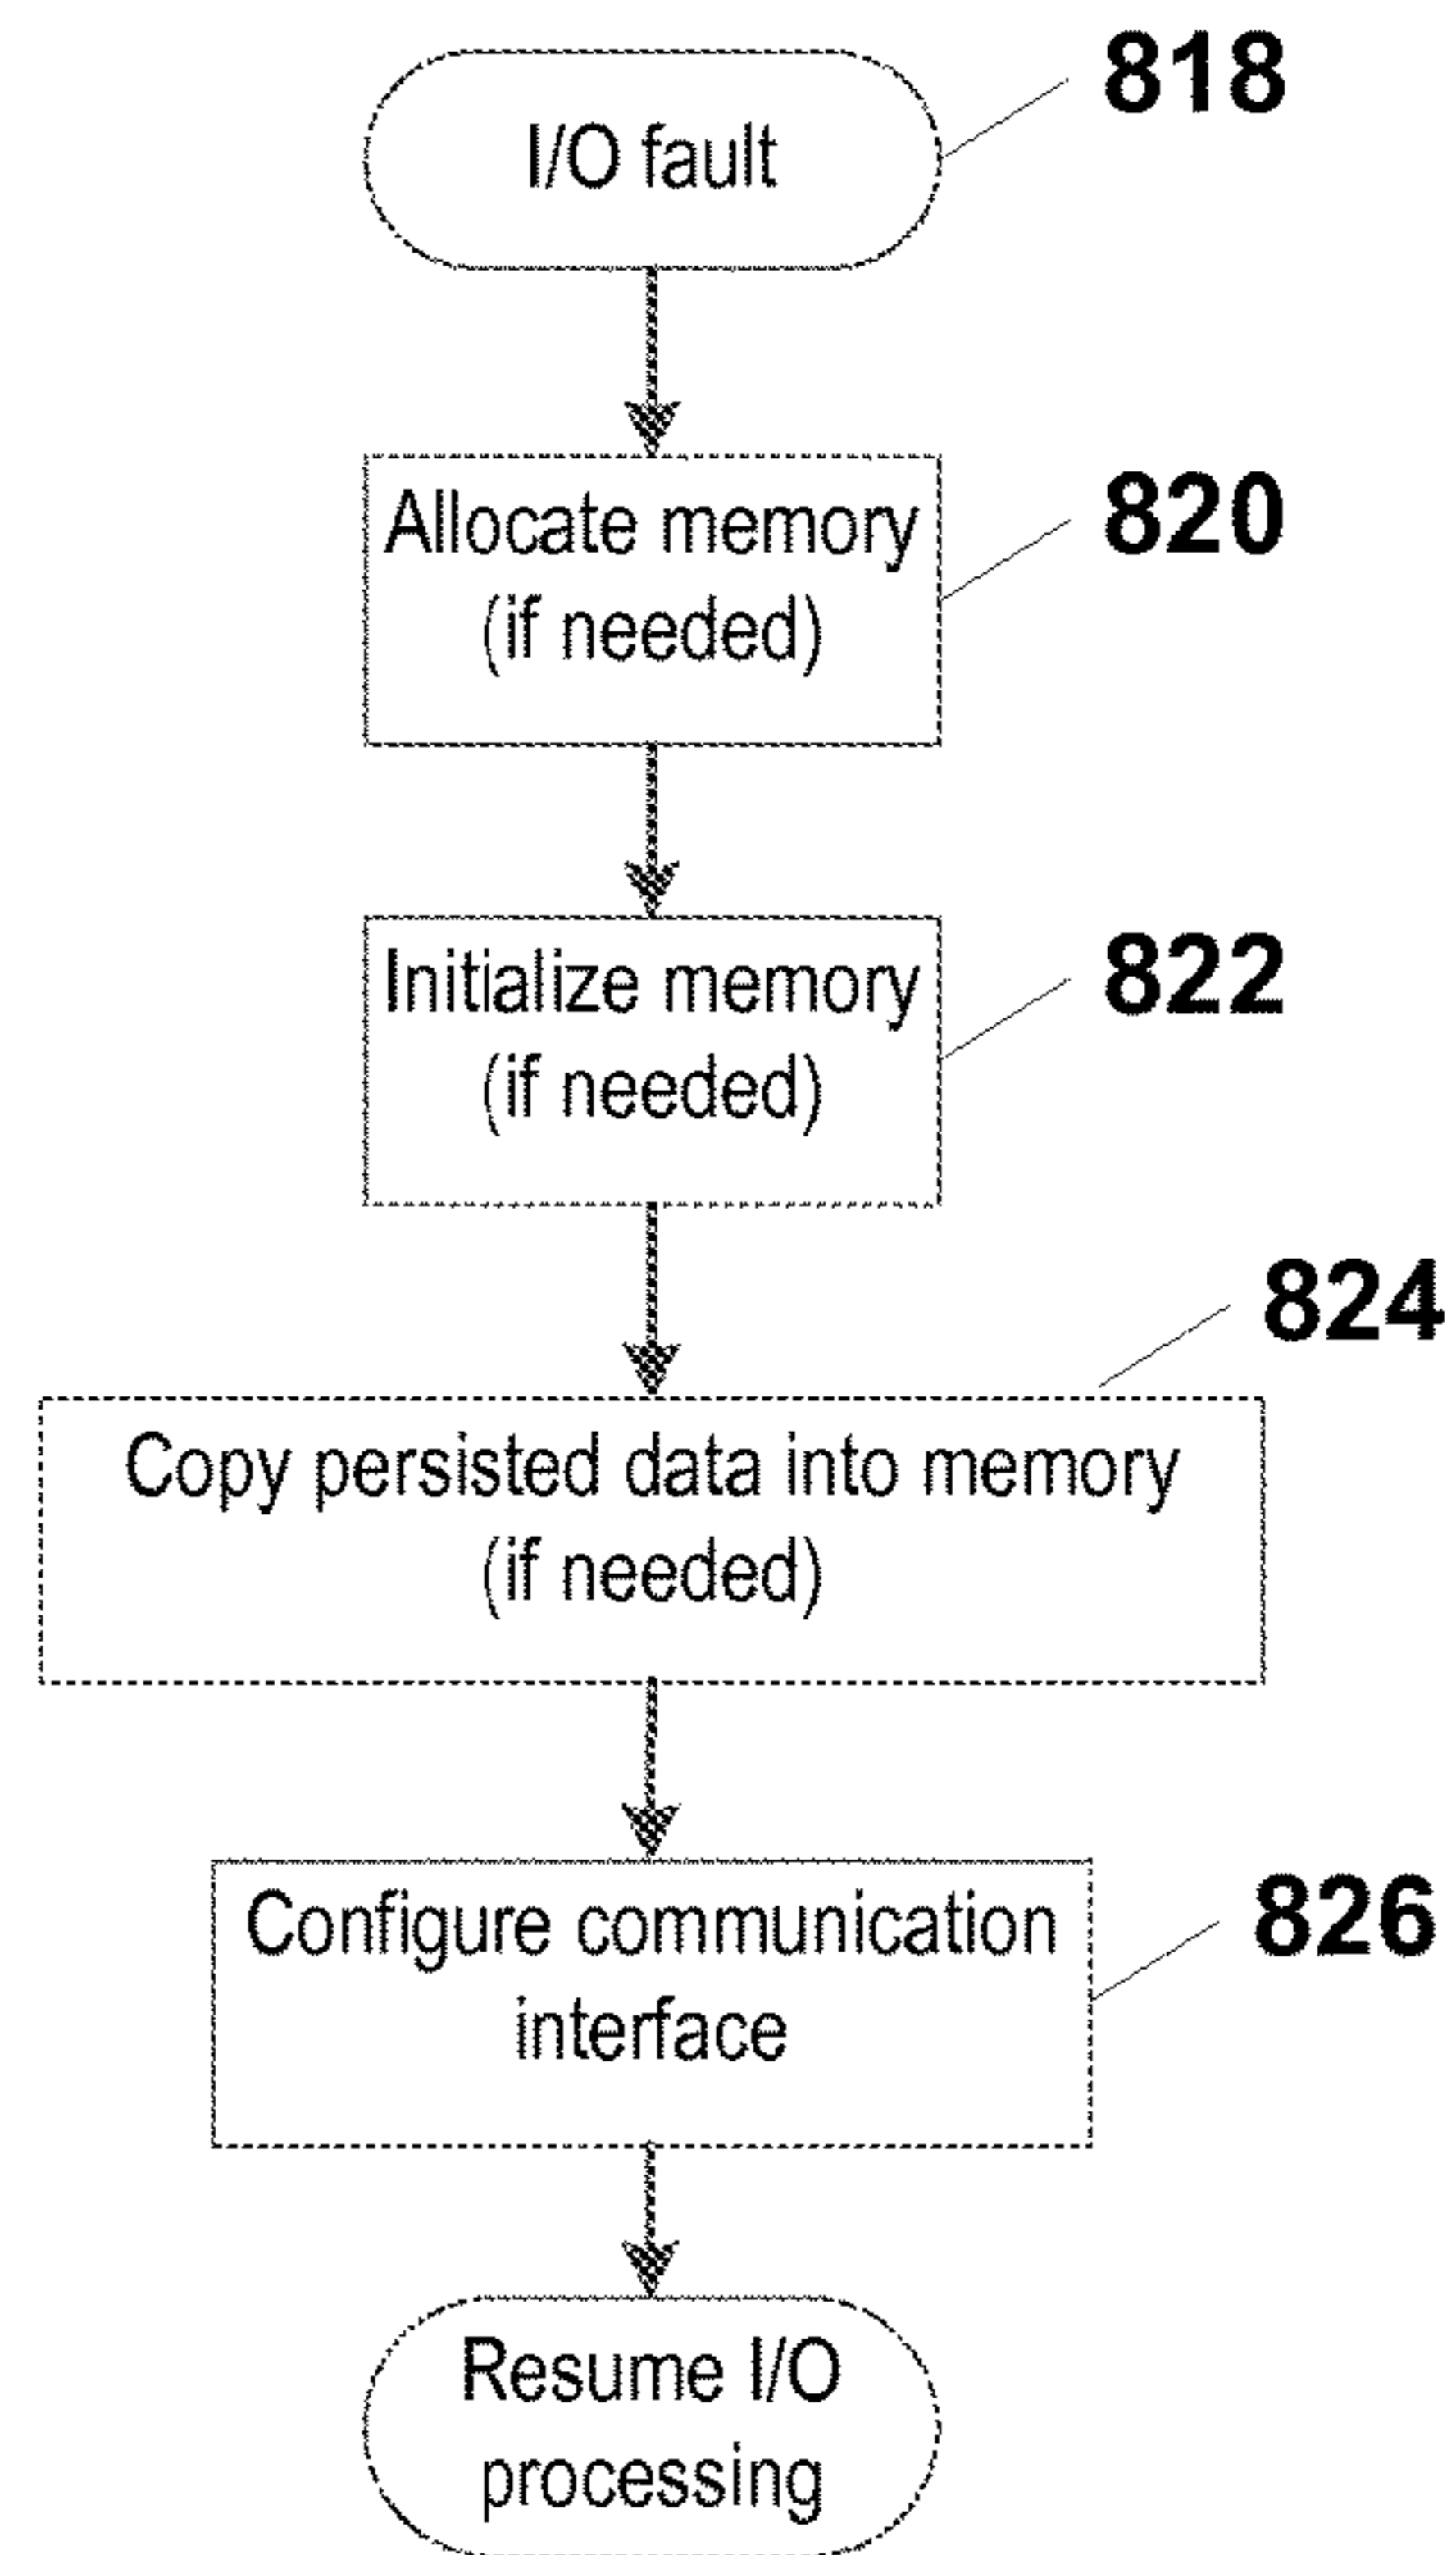 818
I/O fault
820
Allocate memory
(if needed)
822
Initialize memory
(if needed)
824
Copy persisted data into memory
(if needed)
826
Configure communication
interface
Resume I/O
processing